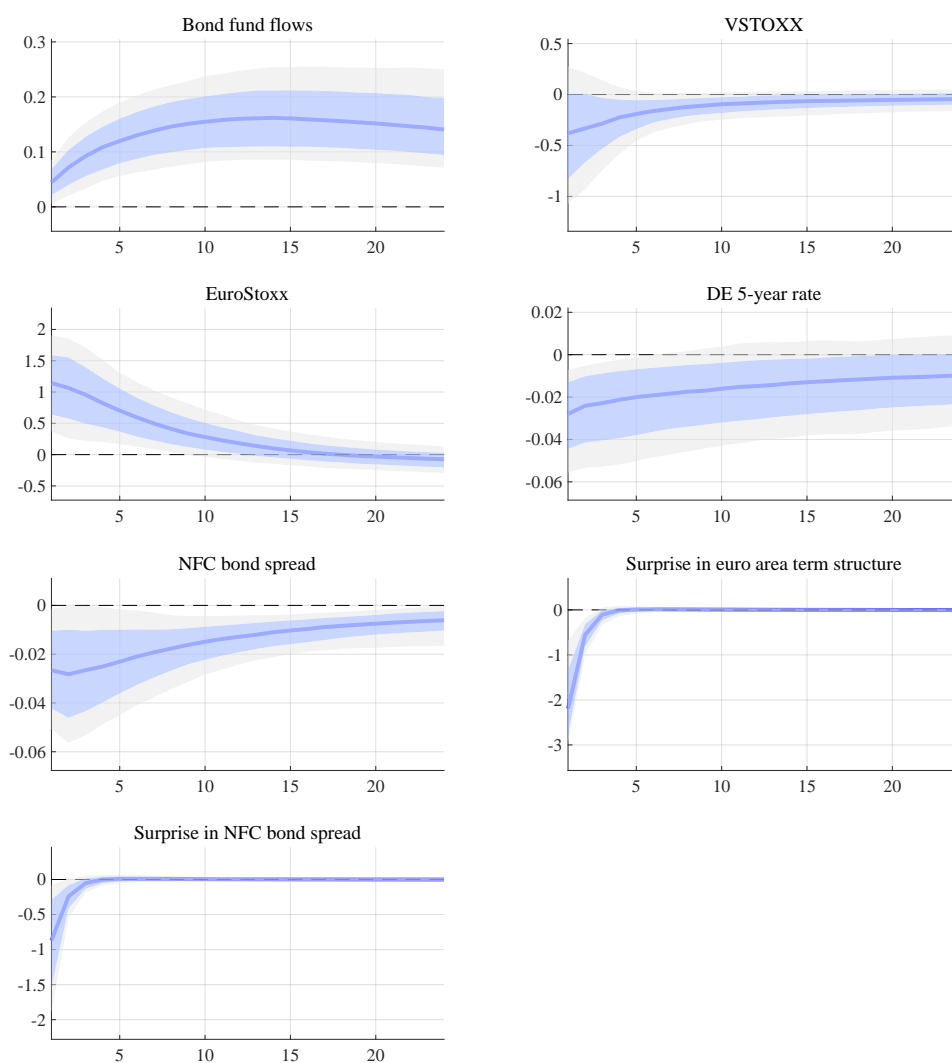 Bond fund flows
0.3
0.2
0.1
0
5 10 15 20
VSTOXX
0.5
0
-0.5
-1
5 10 15 20
EuroStoxx
2
1.5
1
0.5
0
-0.5
5 10 15 20
DE 5-year rate
0.02
0
-0.02
-0.04
-0.06
5 10 15 20
NFC bond spread
0
-0.02
-0.04
-0.06
5 10 15 20
Surprise in euro area term structure
0
-1
-2
-3
5 10 15 20
Surprise in NFC bond spread
0
-0.5
-1
-1.5
-2
5 10 15 20